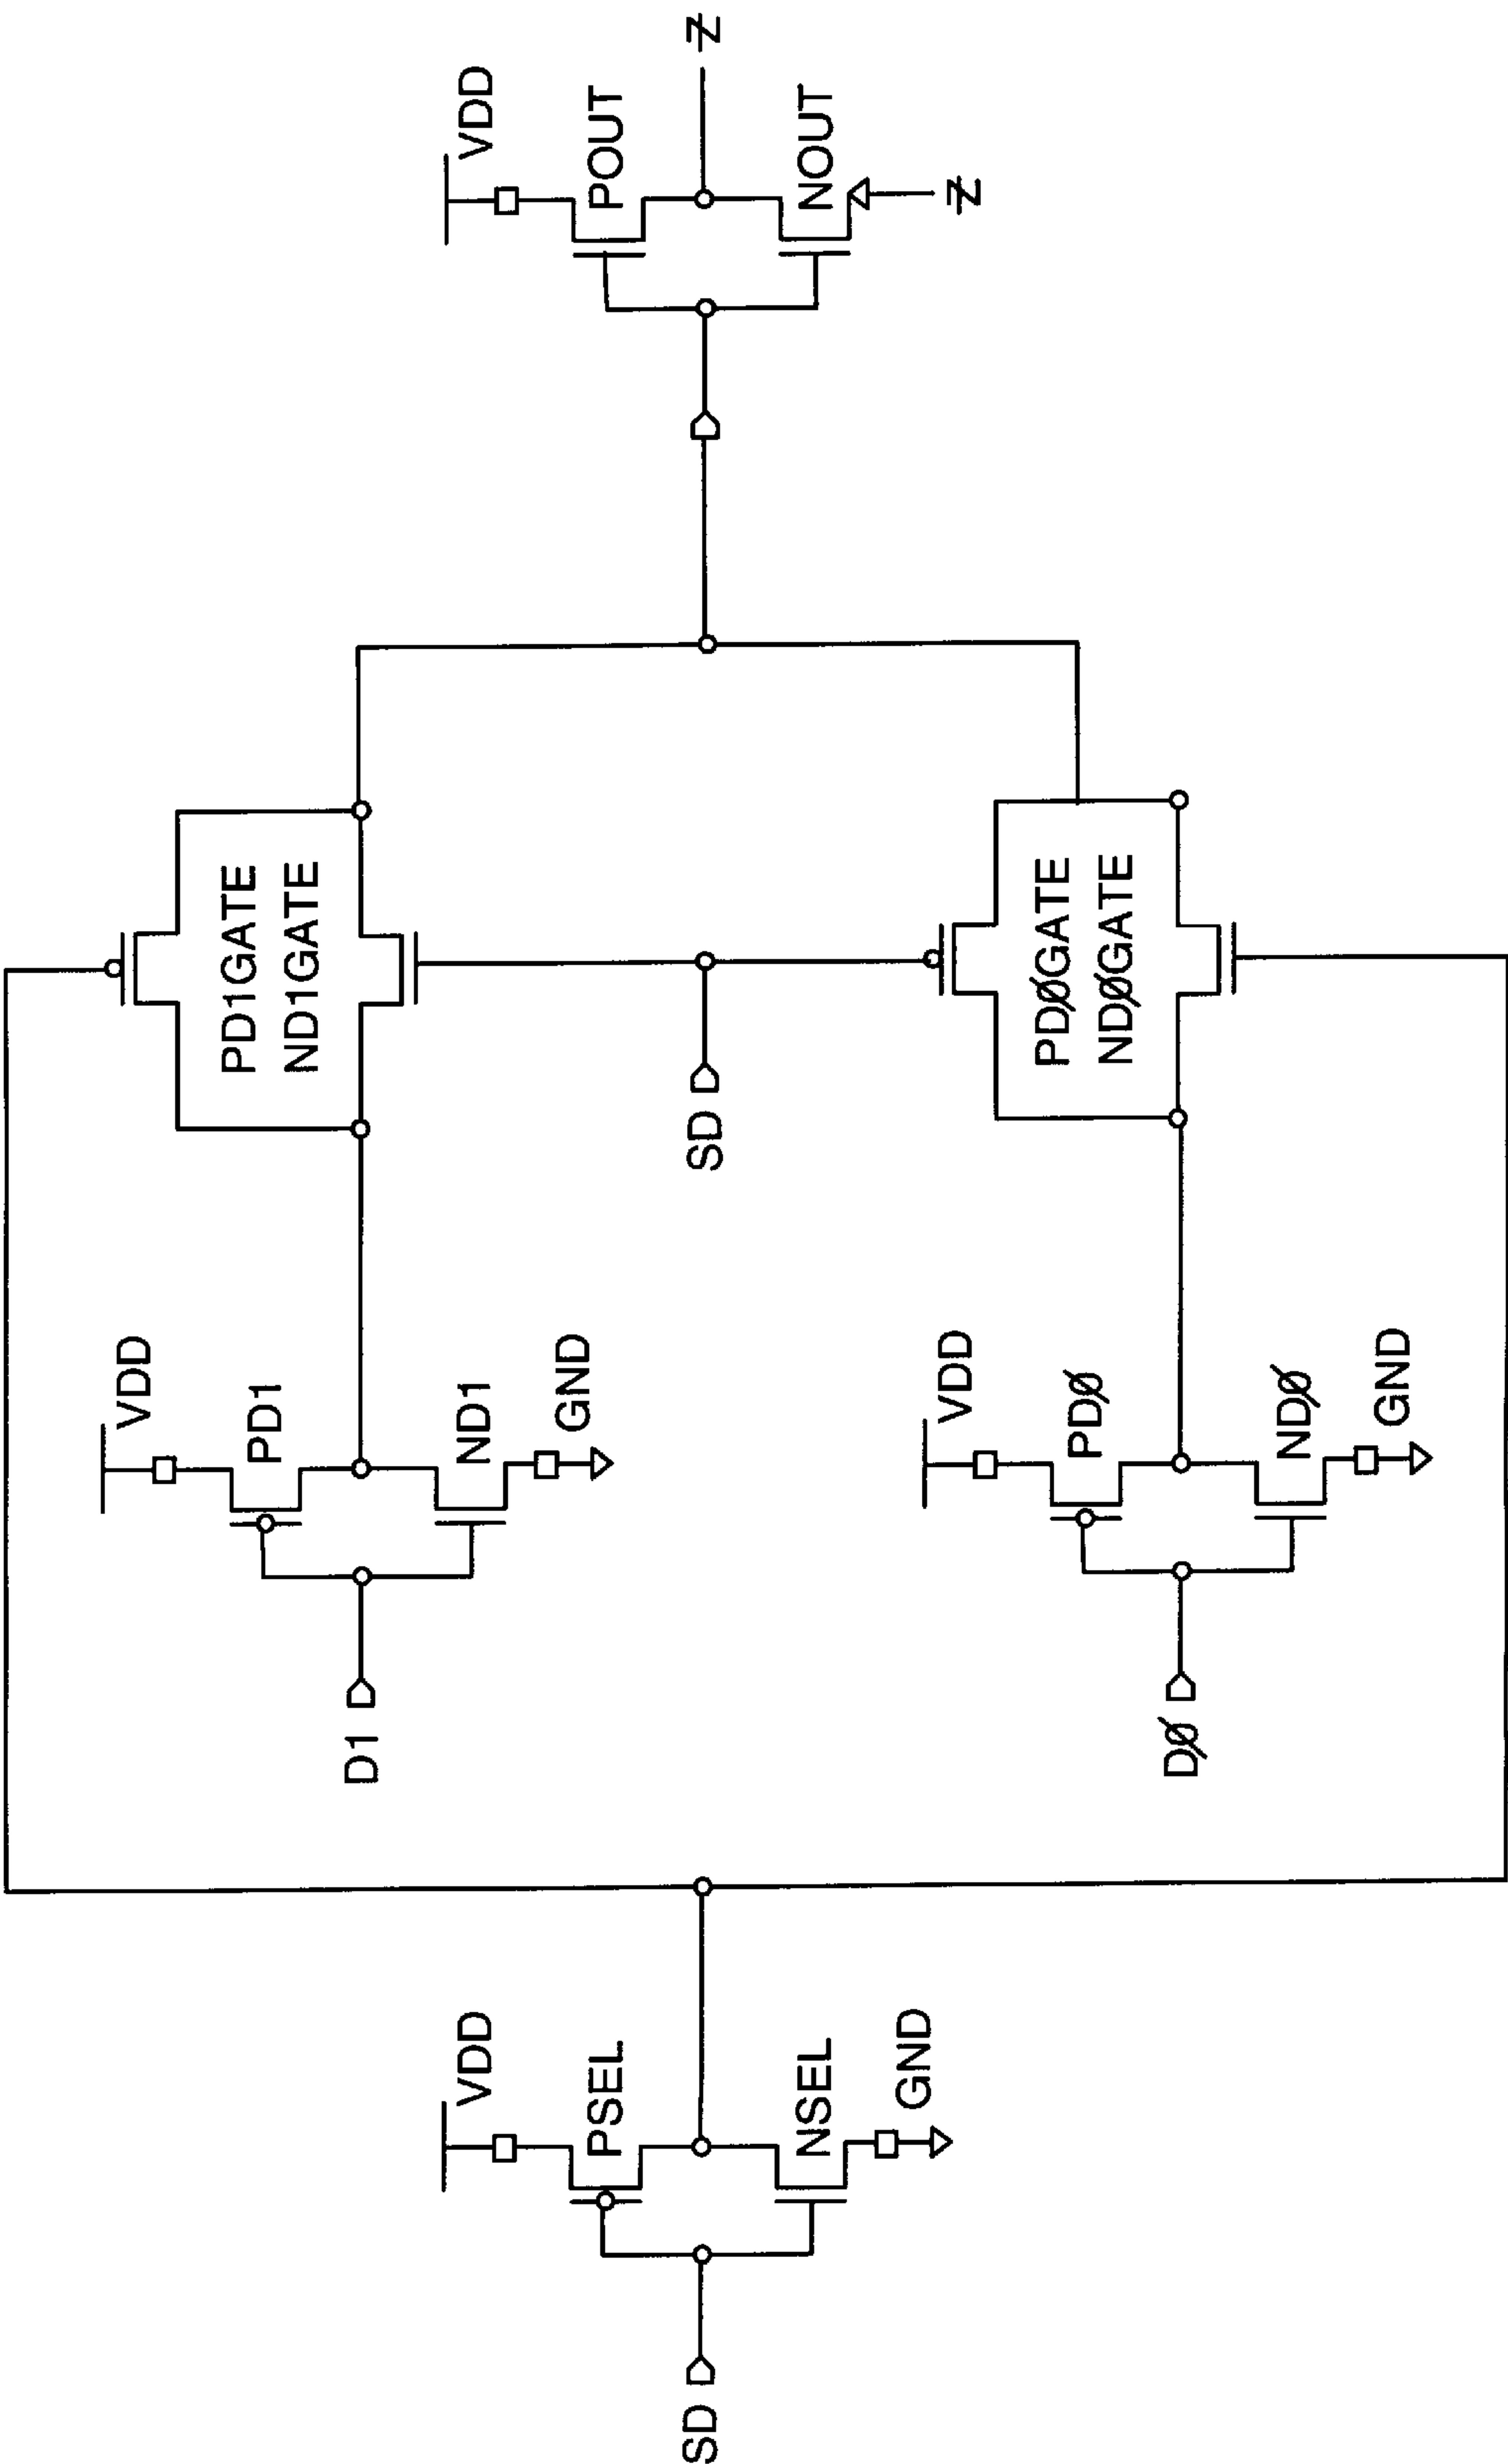 SD
VDD
PSEL
NSEL
GND
D1
VDD
PD1
ND1
GND
DØ
VDD
PDØ
NDØ
GND
PD1GATE
ND1GATE
SD
PDØGATE
NDØGATE
VDD
POUT
NOUT
Ƶ
Ƶ